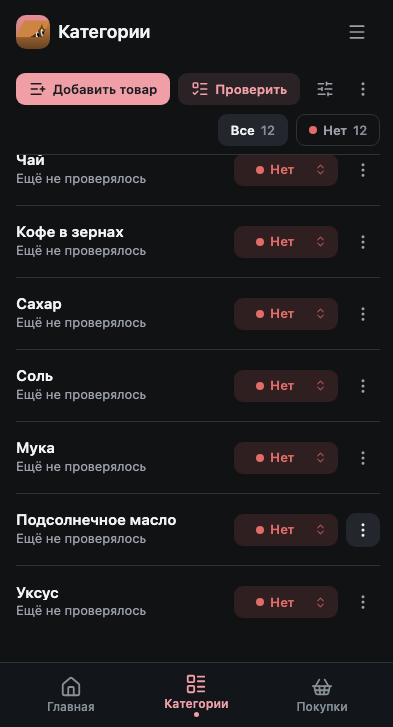 Категории
Добавить товар
Проверить
Все 12
Нет 12
Чай
Ещё не проверялось
Нет
Кофе в зернах
Ещё не проверялось
Нет
Сахар
Ещё не проверялось
Нет
Соль
Ещё не проверялось
Нет
Мука
Ещё не проверялось
Нет
Подсолнечное масло
Ещё не проверялось
Нет
Уксус
Ещё не проверялось
Нет
Главная
Категории
Покупки